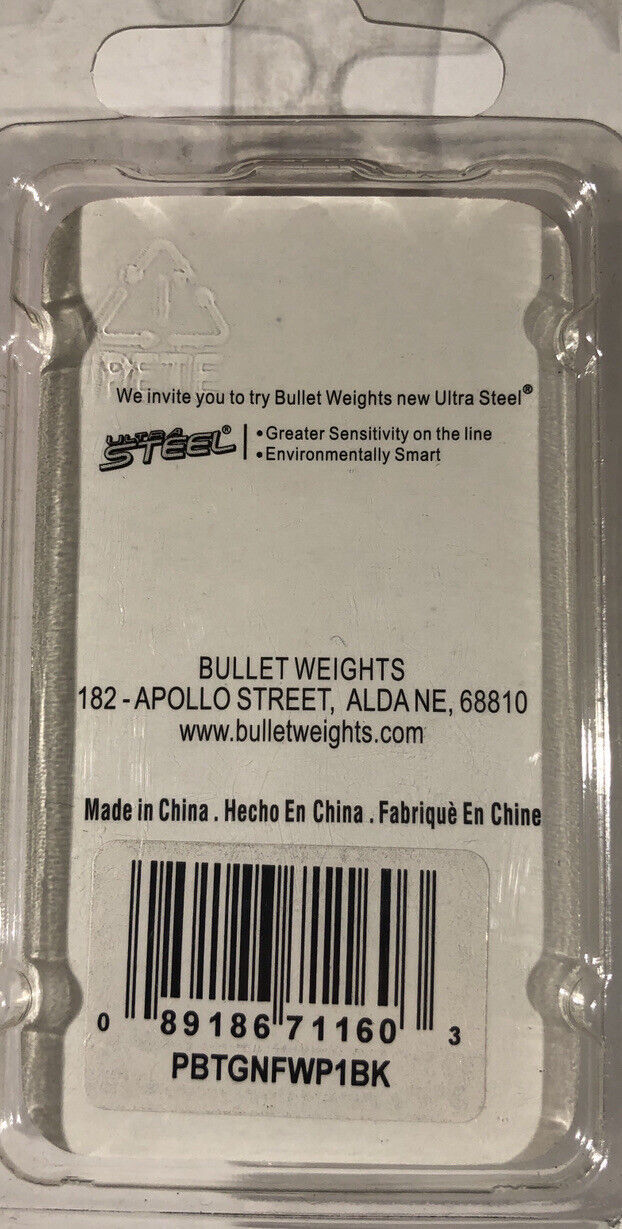 1
PETE
We invite you to try Bullet Weights new Ultra Steel®
ULTRA STEEL®
•Greater Sensitivity on the line
•Environmentally Smart
BULLET WEIGHTS
182 - APOLLO STREET, ALDA NE, 68810
www.bulletweights.com
Made in China . Hecho En China . Fabriquè En Chine
0 89186 71160 3
PBTGNFWP1BK